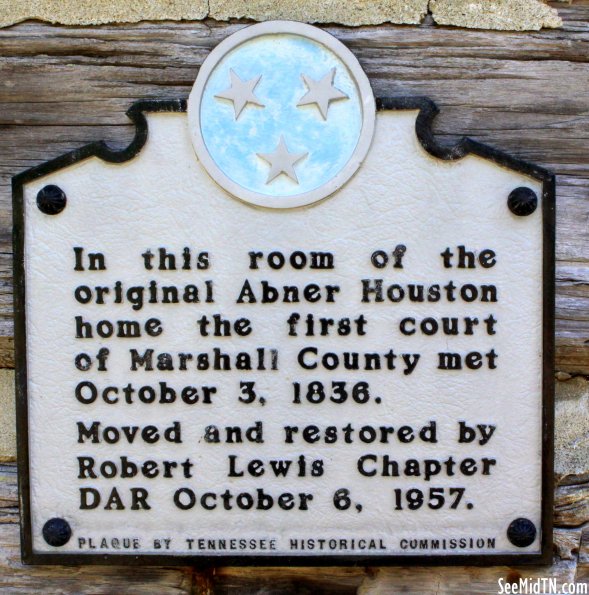 In this room of the
original Abner Houston
home the first court
of Marshall County met
October 3, 1836.
Moved and restored by
Robert Lewis Chapter
DAR October 6, 1957.
PLAQUE BY TENNESSEE HISTORICAL COMMISSION
SeeMidTN.com